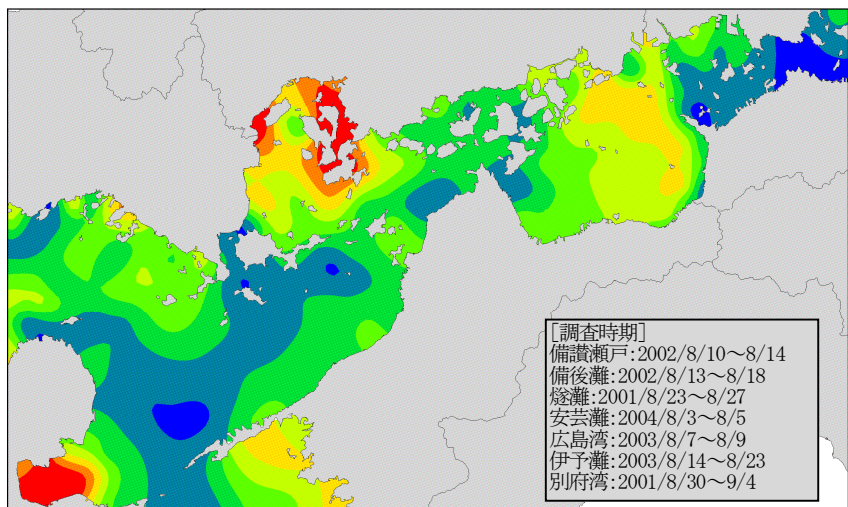 [調査時期]
備讃瀬戸:2002/8/10～8/14
備後灘:2002/8/13～8/18
燧灘:2001/8/23～8/27
安芸灘:2004/8/3～8/5
広島湾:2003/8/7～8/9
伊予灘:2003/8/14～8/23
別府湾:2001/8/30～9/4